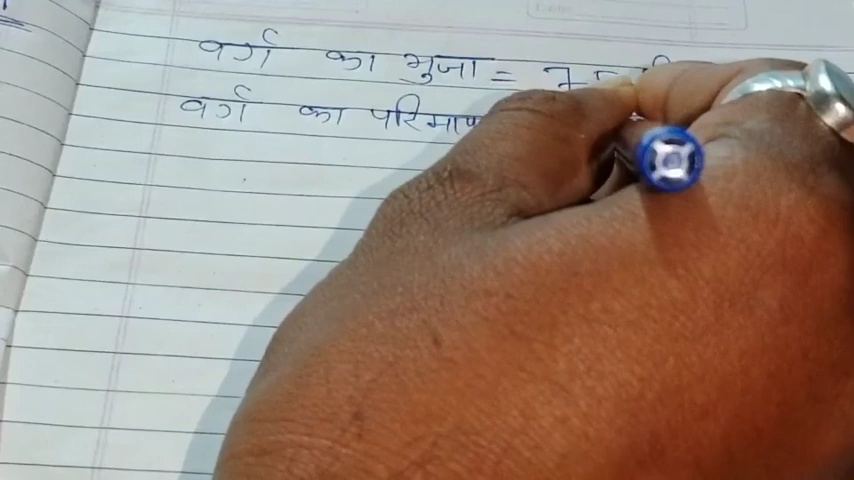 वर्ग का भुजा =
वर्ग का परिमाप